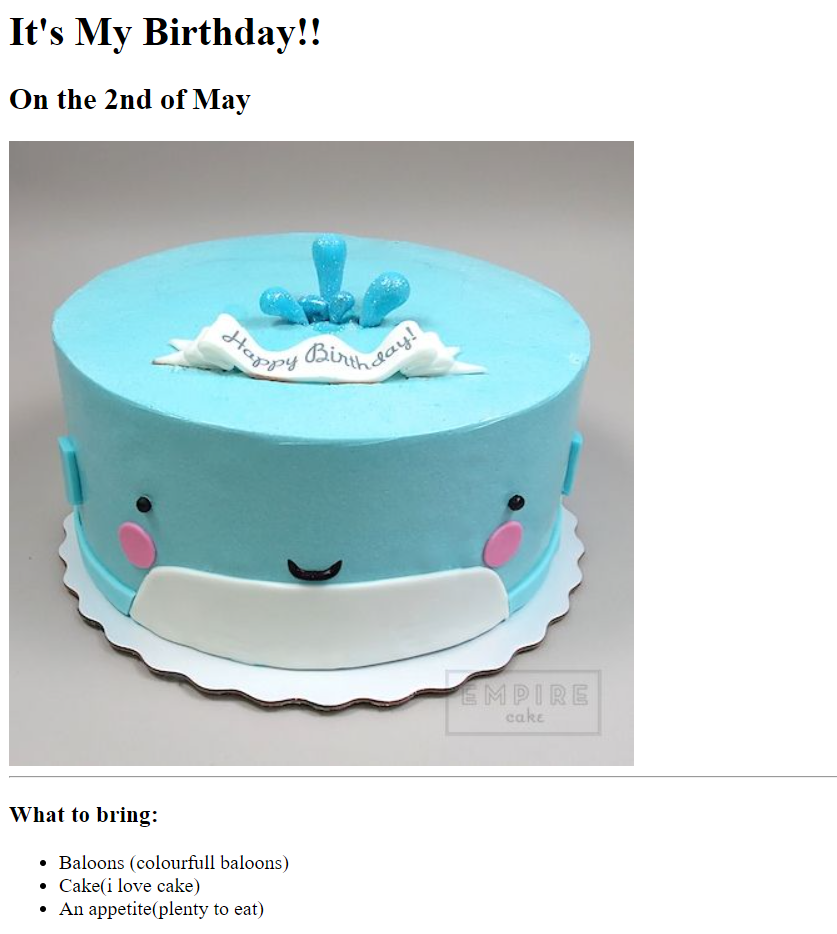 It's My Birthday!!
On the 2nd of May
Happy Birthday!
EMPIRE
cake
What to bring:
Baloons (colourfull baloons)
Cake(i love cake)
An appetite(plenty to eat)